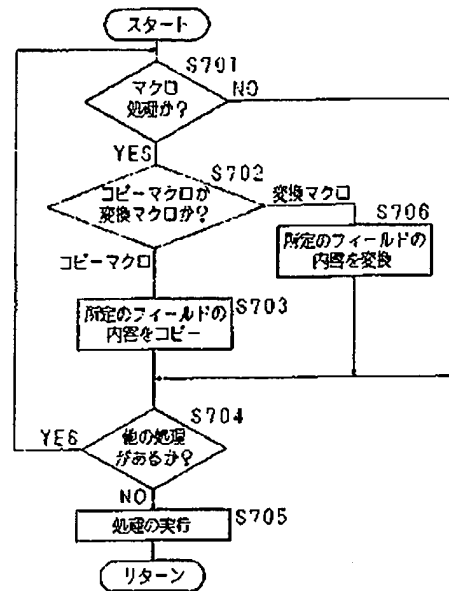 スタート
S701
マクロ
処理か?
NO
YES
S702
コピーマクロか
変換マクロか?
変換マクロ
S706
所定のフィールドの
内容を変換
コピーマクロ
所定のフィールドの
内容をコピー
S703
S704
YES
他の処理
があるか?
NO
処理の実行
S705
リターン